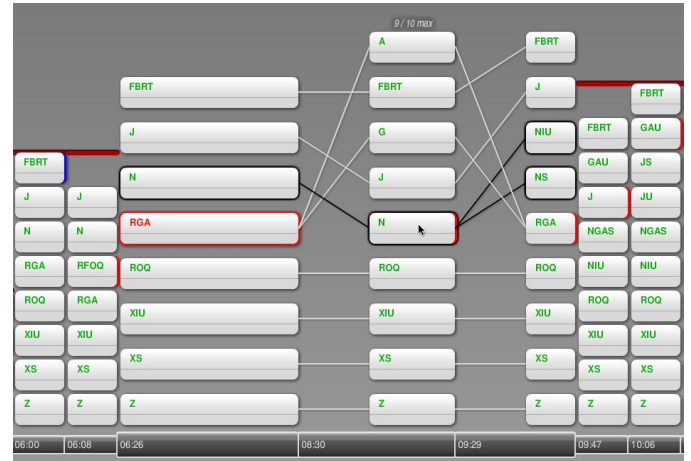 9 / 10 max
A
FBRT
FBRT
FBRT
J
FBRT
J
G
NIU
FBRT
GAU
FBRT
N
J
NS
GAU
JS
J
J
RGA
N
RGA
J
JU
N
N
NGAS
NGAS
RGA
RFOQ
ROQ
ROQ
ROQ
NIU
NIU
ROQ
RGA
XIU
XIU
XIU
ROQ
ROQ
XIU
XIU
XS
XS
XS
XIU
XIU
XS
XS
XS
XS
Z
Z
Z
Z
Z
Z
Z
06:00
06:08
06:26
08:30
09:29
09:47
10:06